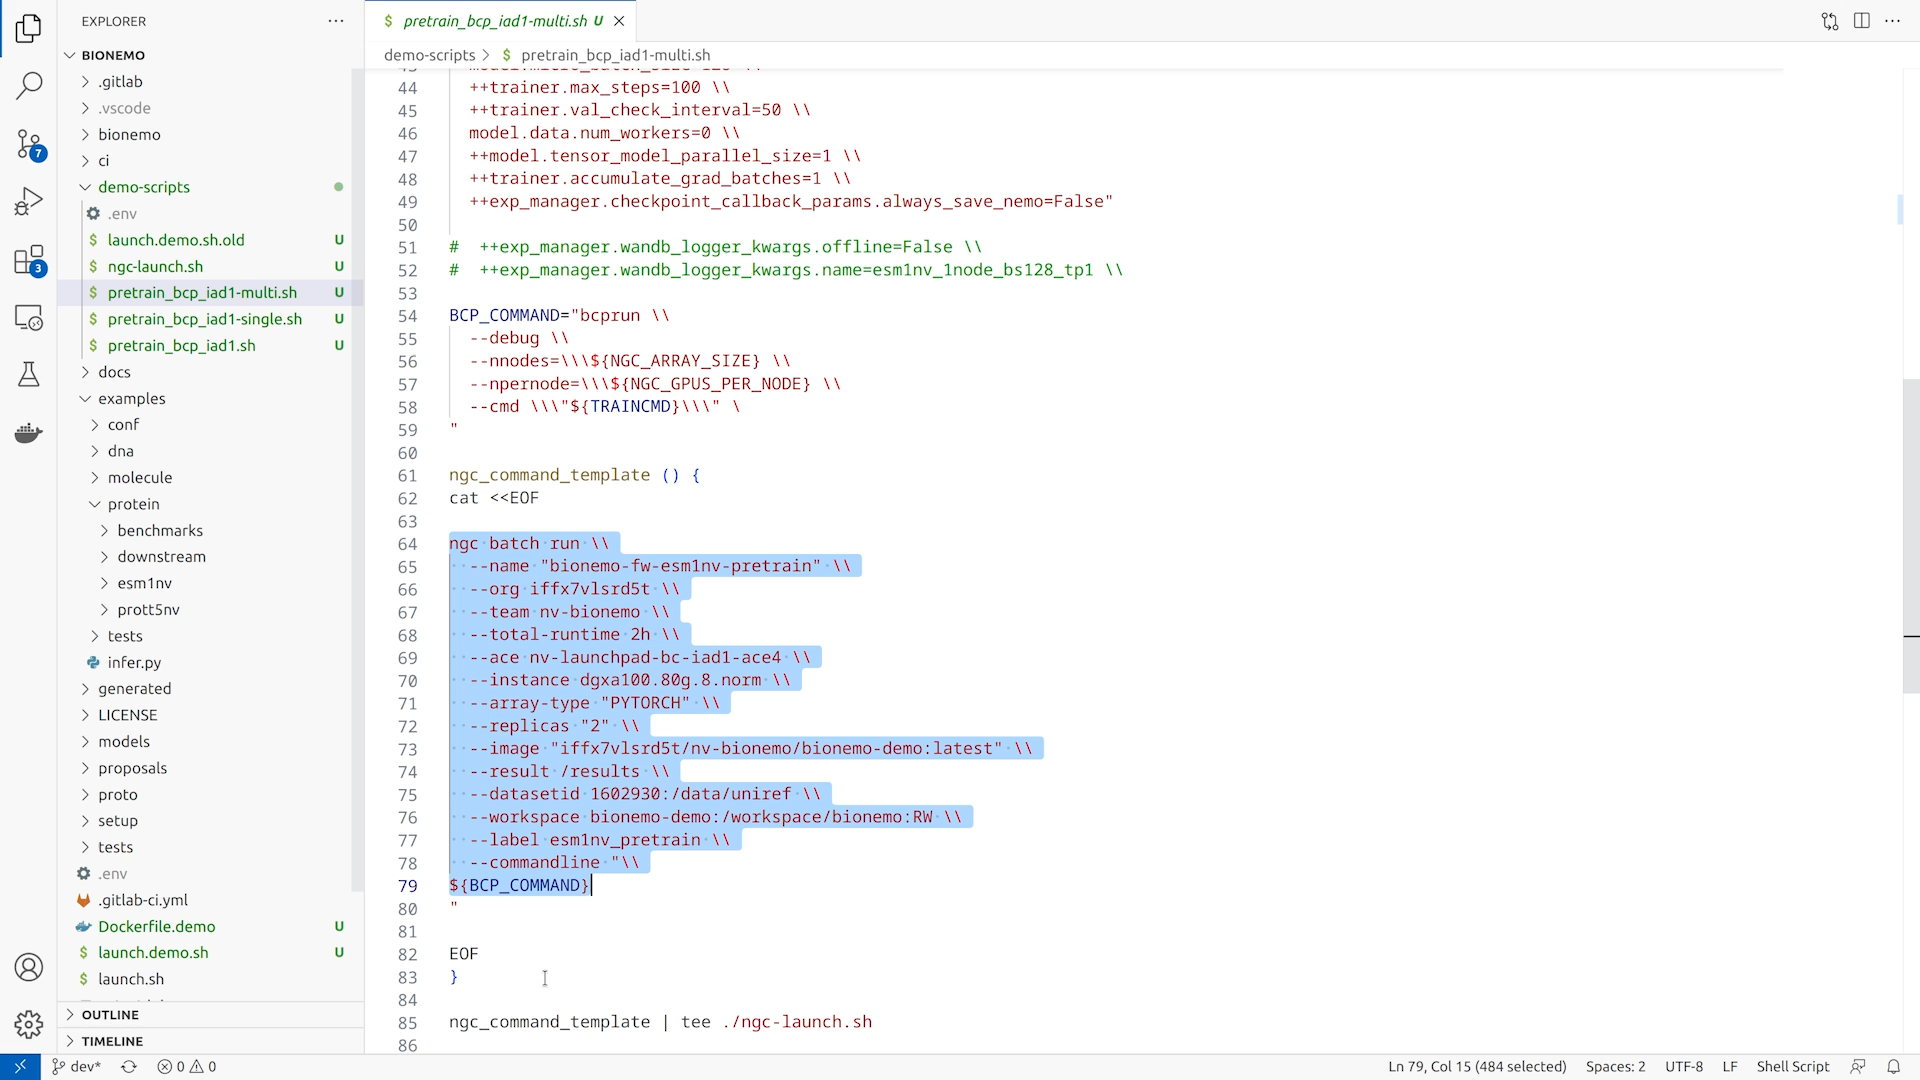 EXPLORER
BIONEMO
.gitlab
.vscode
bionemo
ci
demo-scripts
.env
launch.demo.sh.old U
ngc-launch.sh U
pretrain_bcp_iad1-multi.sh U
pretrain_bcp_iad1-single.sh U
pretrain_bcp_iad1.sh U
docs
examples
conf
dna
molecule
protein
benchmarks
downstream
esm1nv
prott5nv
tests
infer.py
generated
LICENSE
models
proposals
proto
setup
tests
.env
.gitlab-ci.yml
Dockerfile.demo U
launch.demo.sh U
launch.sh
OUTLINE
TIMELINE
7
3
$ pretrain_bcp_iad1-multi.sh U
demo-scripts > $ pretrain_bcp_iad1-multi.sh
44 ++trainer.max_steps=100 \\
45 ++trainer.val_check_interval=50 \\
46 model.data.num_workers=0 \\
47 ++model.tensor_model_parallel_size=1 \\
48 ++trainer.accumulate_grad_batches=1 \\
49 ++exp_manager.checkpoint_callback_params.always_save_nemo=False"
50
51 #  ++exp_manager.wandb_logger_kwargs.offline=False \\
52 #  ++exp_manager.wandb_logger_kwargs.name=esm1nv_1node_bs128_tp1 \\
53
54 BCP_COMMAND="bcprun \\
55 --debug \\
56 --nnodes=\\\${NGC_ARRAY_SIZE} \\
57 --npernode=\\\${NGC_GPUS_PER_NODE} \\
58 --cmd \\\"${TRAINCMD}\\\" \
59 "
60
61 ngc_command_template () {
62 cat <<EOF
63
64 ngc batch run \\
65 --name "bionemo-fw-esm1nv-pretrain" \\
66 --org iffx7vlsrd5t \\
67 --team nv-bionemo \\
68 --total-runtime 2h \\
69 --ace nv-launchpad-bc-iad1-ace4 \\
70 --instance dgxa100.80g.8.norm \\
71 --array-type "PYTORCH" \\
72 --replicas "2" \\
73 --image "iffx7vlsrd5t/nv-bionemo/bionemo-demo:latest" \\
74 --result /results \\
75 --datasetid 1602930:/data/uniref \\
76 --workspace bionemo-demo:/workspace/bionemo:RW \\
77 --label esm1nv_pretrain \\
78 --commandline "\\
79 ${BCP_COMMAND}
80 "
81
82 EOF
83 }
84
85 ngc_command_template | tee ./ngc-launch.sh
86
dev* 0 0 Ln 79, Col 15 (484 selected) Spaces: 2 UTF-8 LF Shell Script